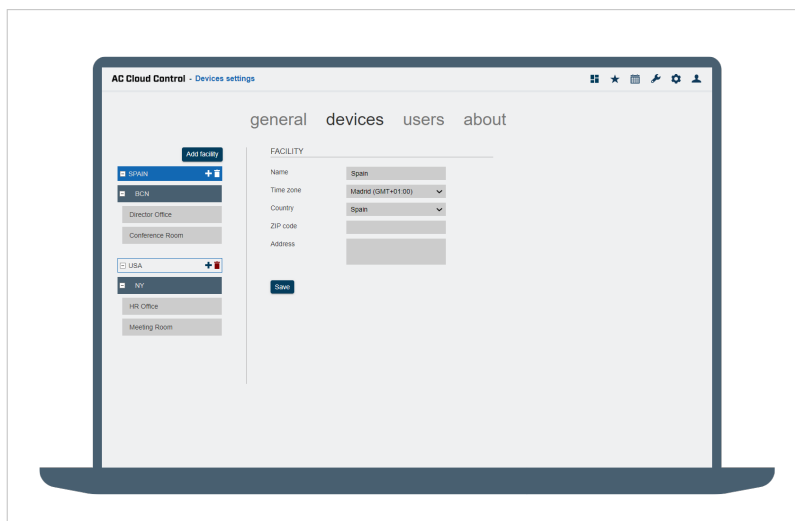 AC Cloud Control - Devices settings
general devices users about
Add facility
SPAIN
BCN
Director Office
Conference Room
USA
NY
HR Office
Meeting Room
FACILITY
Name Spain
Time zone Madrid (GMT+01:00)
Country Spain
ZIP code
Address
Save